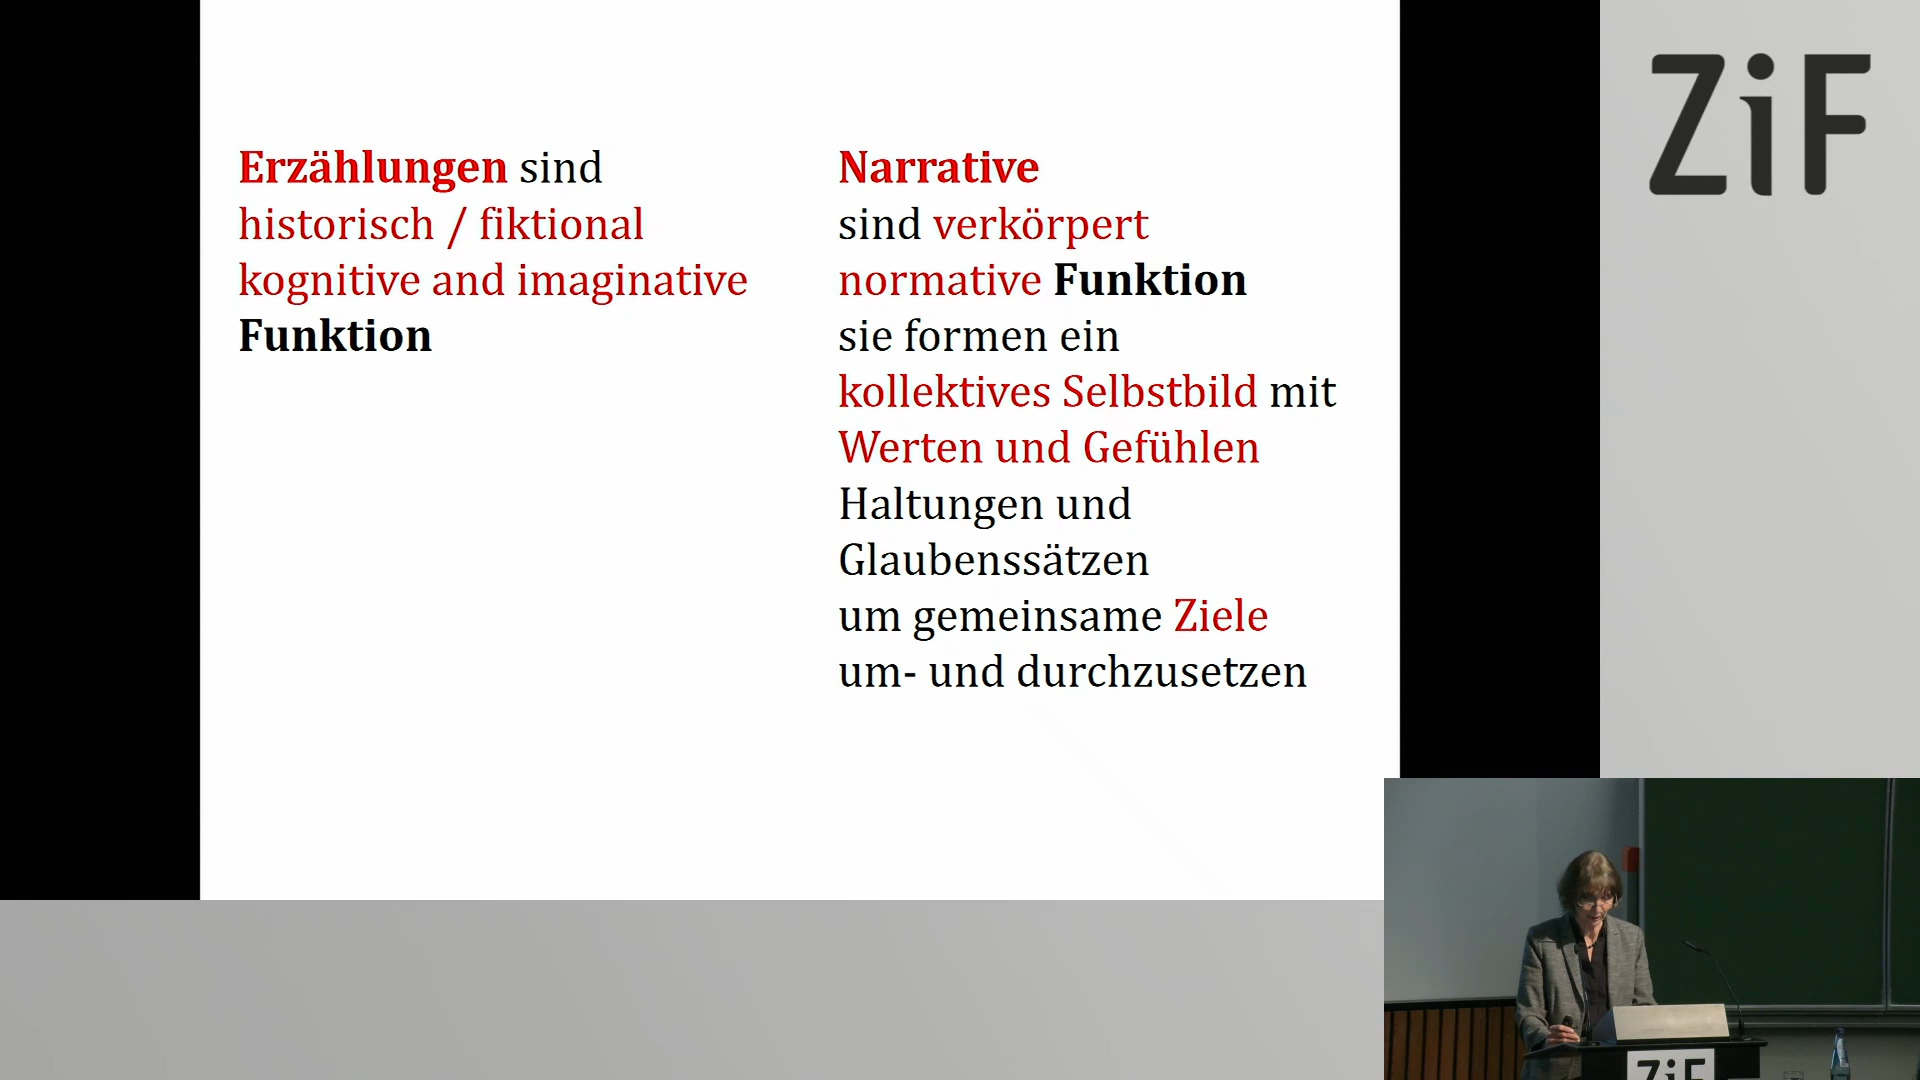 Erzählungen sind
historisch / fiktional
kognitive and imaginative
Funktion
Narrative
sind verkörpert
normative Funktion
sie formen ein
kollektives Selbstbild mit
Werten und Gefühlen
Haltungen und
Glaubenssätzen
um gemeinsame Ziele
um- und durchzusetzen
ZiF
ZiF